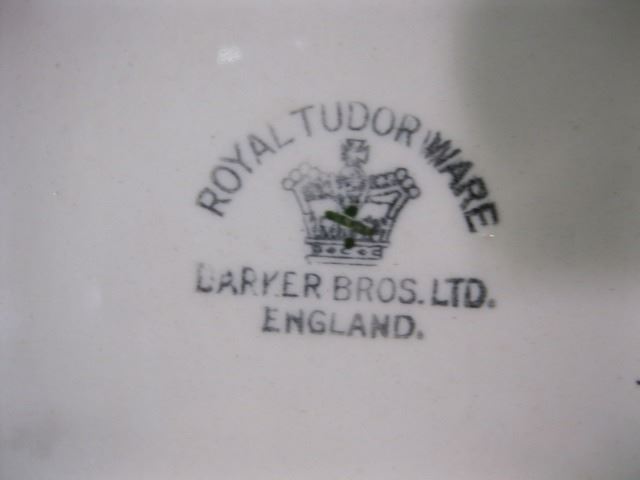 ROYAL TUDOR WARE
BARKER BROS. LTD.
ENGLAND.